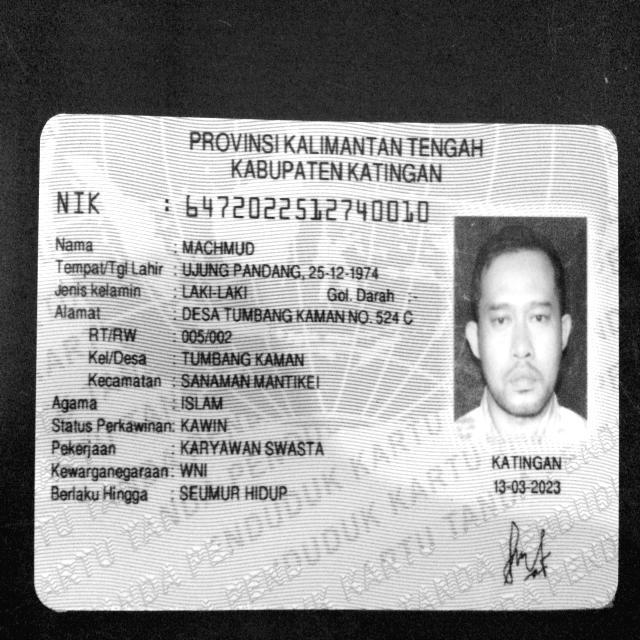 PROVINSI KALIMANTAN TENGAH
KABUPATEN KATINGAN
NIK : 6472022512740010
Nama : MACHMUD
Tempat/Tgl Lahir : UJUNG PANDANG, 25-12-1974
Jenis kelamin : LAKI-LAKI Gol. Darah :-
Alamat : DESA TUMBANG KAMAN NO. 524 C
RT/RW : 005/002
Kel/Desa : TUMBANG KAMAN
Kecamatan : SANAMAN MANTIKEI
Agama : ISLAM
Status Perkawinan: KAWIN
Pekerjaan : KARYAWAN SWASTA
Kewarganegaraan: WNI
Berlaku Hingga : SEUMUR HIDUP
KATINGAN
13-03-2023
KARTU TANDA PENDUDUK